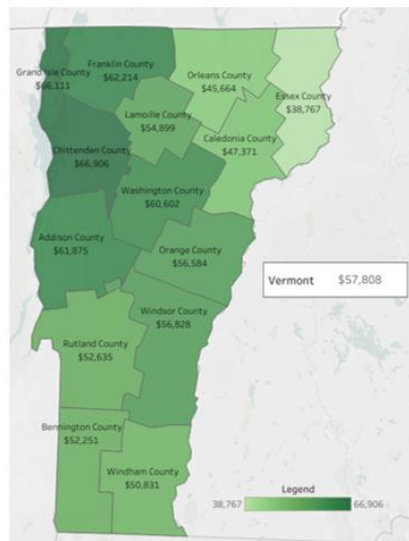 Franklin County
$62,214
Grand Isle County
$66,111
Orleans County
$45,664
Essex County
$38,767
Lamoille County
$54,899
Caledonia County
$47,371
Chittenden County
$66,906
Washington County
$60,602
Addison County
$61,875
Orange County
$56,584
Vermont $57,808
Windsor County
$56,828
Rutland County
$52,635
Bennington County
$52,251
Windham County
$50,831
Legend
38,767 66,906